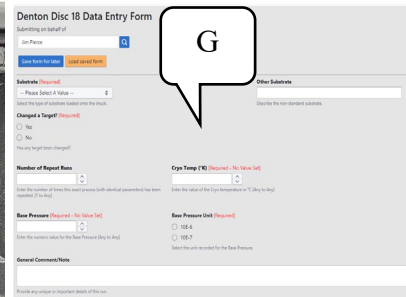 Denton Disc 18 Data Entry Form
Submitting on behalf of
Jim Pierce
Save form for later
Load saved form
G
Substrate [Required]
Other Substrate
-- Please Select A Value --
Select the type of substrate loaded onto the chuck.
Describe the non-standard substrate.
Changed a Target? [Required]
Yes
No
Has any target been changed?
Number of Repeat Runs
Cryo Temp (°K) [Required - No Value Set]
Enter the number of times this exact process (with identical parameters) has been
repeated. [1 to Any]
Enter the value of the Cryo temperature in °C [Any to Any]
Base Pressure [Required - No Value Set]
Base Pressure Unit [Required]
10E-6
10E-7
Enter the numeric value for the Base Pressure [Any to Any]
Select the unit recorded for the Base Pressure.
General Comment/Note
Provide any unique or important details of this run.